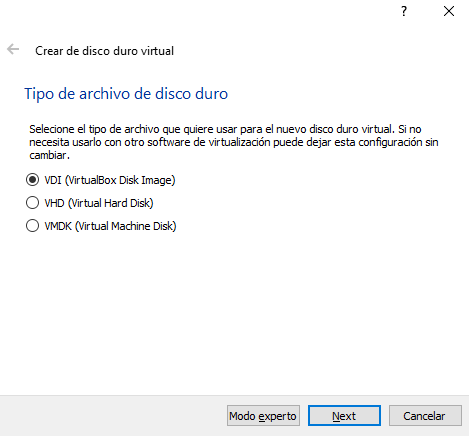 ?
Crear de disco duro virtual
Tipo de archivo de disco duro
Selecione el tipo de archivo que quiere usar para el nuevo disco duro virtual. Si no
necesita usarlo con otro software de virtualización puede dejar esta configuración sin
cambiar.
VDI (VirtualBox Disk Image)
VHD (Virtual Hard Disk)
VMDK (Virtual Machine Disk)
Modo experto Next Cancelar